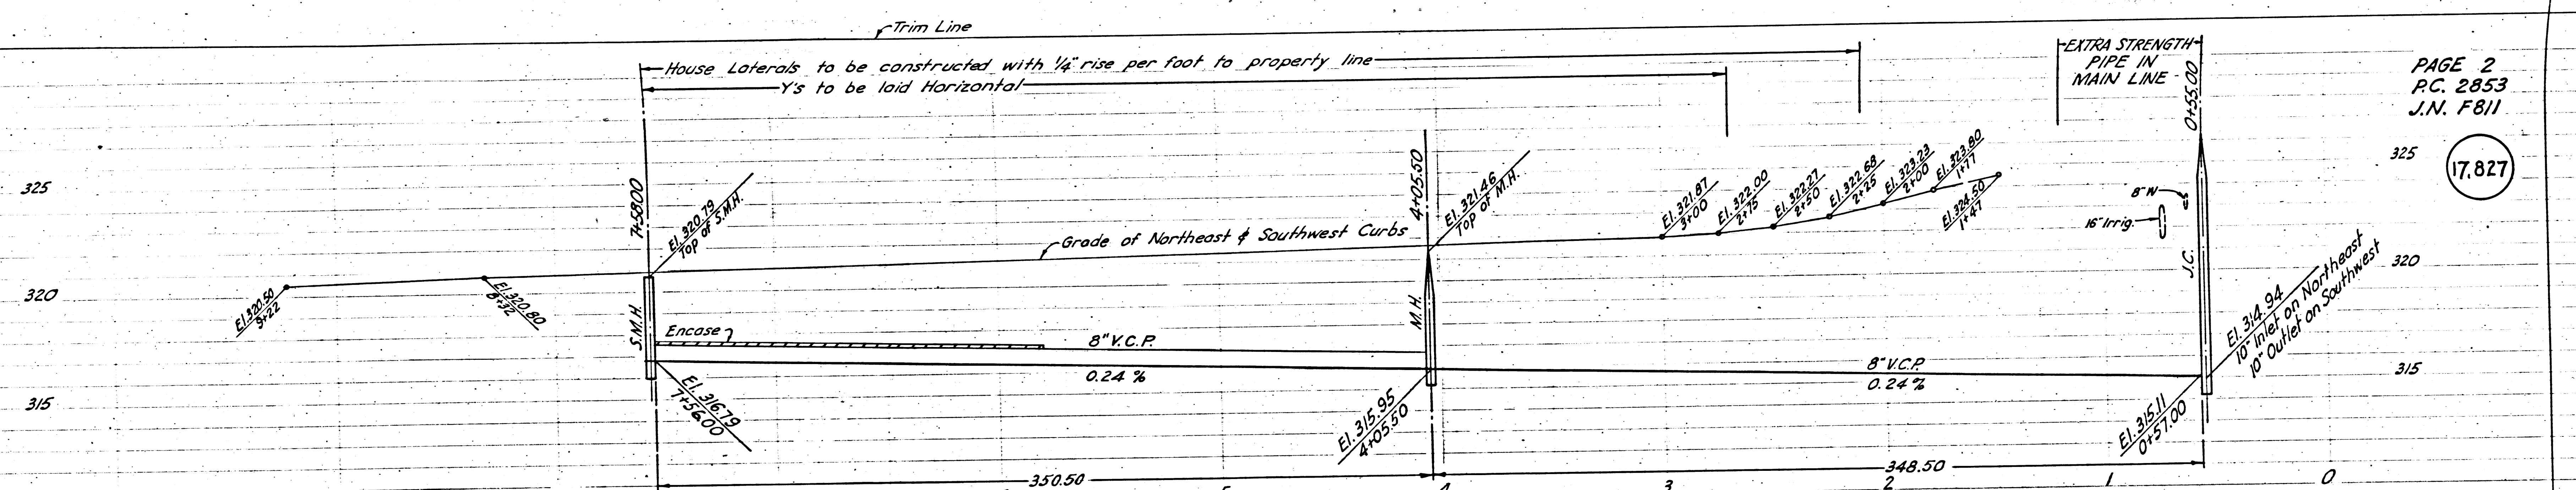 Trim Line
House Laterals to be constructed with 1/4" rise per foot to property line
Y's to be laid Horizontal
EXTRA STRENGTH
PIPE IN
MAIN LINE
0+55.00
PAGE 2
P.C. 2853
J.N. F811
17,827
325
325
7+58.00
El. 320.79
Top of S.M.H.
4+05.50
El. 321.46
Top of M.H.
El. 321.87
3+00
El. 322.00
2+75
El. 322.27
2+50
El. 322.68
2+25
El. 323.23
2+00
El. 323.80
1+77
El. 324.50
1+47
8" W
16" Irrig.
J.C.
Grade of Northeast & Southwest Curbs
320
320
El. 320.50
9+22
El. 320.80
8+32
S.M.H.
Encase
8" V.C.P.
0.24 %
M.H.
8" V.C.P.
0.24 %
El. 314.94
10" Inlet on Northeast
10" Outlet on Southwest
315
315
El. 316.79
7+56.00
El. 315.95
4+05.50
El. 315.11
0+57.00
350.50
348.50
5
4
3
2
1
0